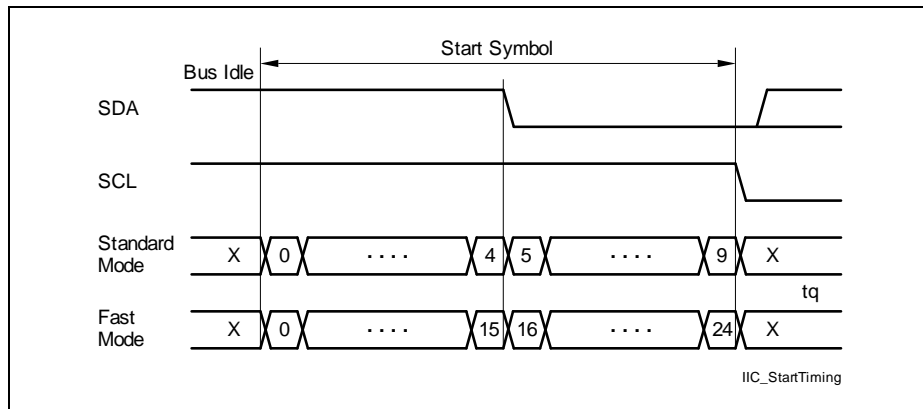 Start Symbol
Bus Idle
SDA
SCL
Standard
Mode
X 0 .... 4 5 .... 9 X
tq
Fast
Mode
X 0 .... 15 16 .... 24 X
IIC_StartTiming